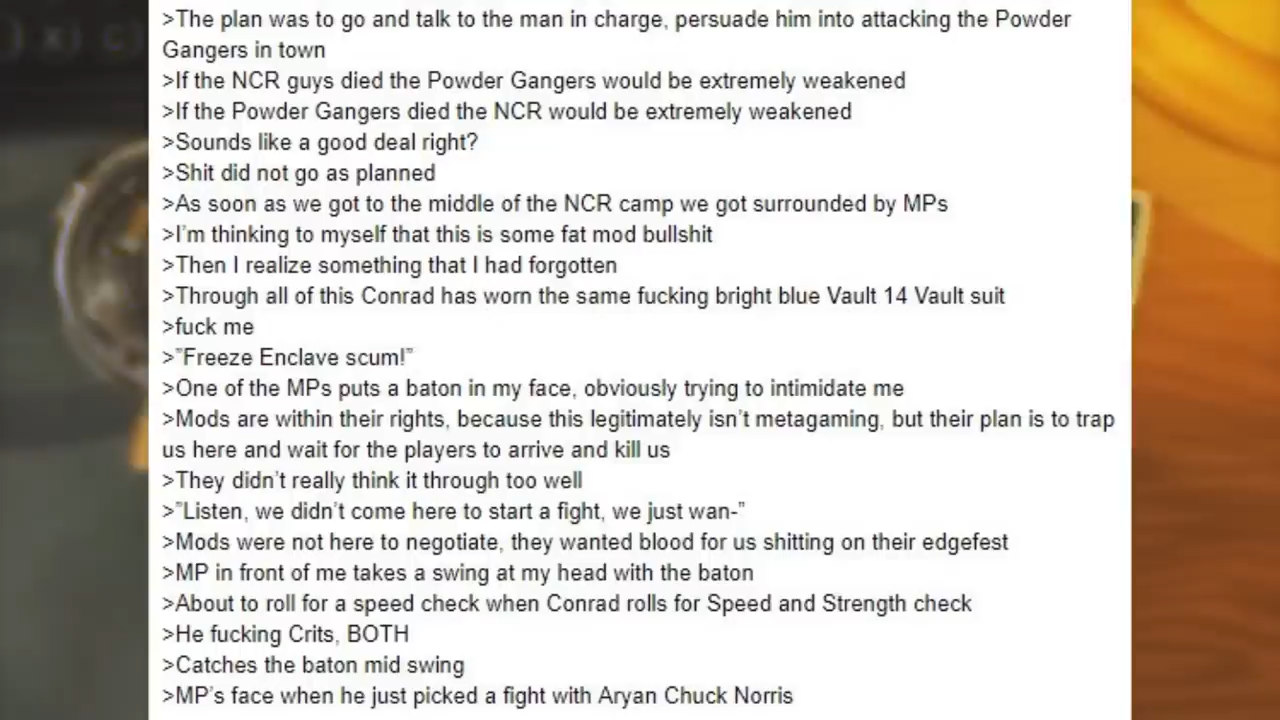 >The plan was to go and talk to the man in charge, persuade him into attacking the Powder
Gangers in town
>If the NCR guys died the Powder Gangers would be extremely weakened
>If the Powder Gangers died the NCR would be extremely weakened
>Sounds like a good deal right?
>Shit did not go as planned
>As soon as we got to the middle of the NCR camp we got surrounded by MPs
>I'm thinking to myself that this is some fat mod bullshit
>Then I realize something that I had forgotten
>Through all of this Conrad has worn the same fucking bright blue Vault 14 Vault suit
>fuck me
>"Freeze Enclave scum!"
>One of the MPs puts a baton in my face, obviously trying to intimidate me
>Mods are within their rights, because this legitimately isn't metagaming, but their plan is to trap
us here and wait for the players to arrive and kill us
>They didn't really think it through too well
>"Listen, we didn't come here to start a fight, we just wan-"
>Mods were not here to negotiate, they wanted blood for us shitting on their edgefest
>MP in front of me takes a swing at my head with the baton
>About to roll for a speed check when Conrad rolls for Speed and Strength check
>He fucking Crits, BOTH
>Catches the baton mid swing
>MP's face when he just picked a fight with Aryan Chuck Norris